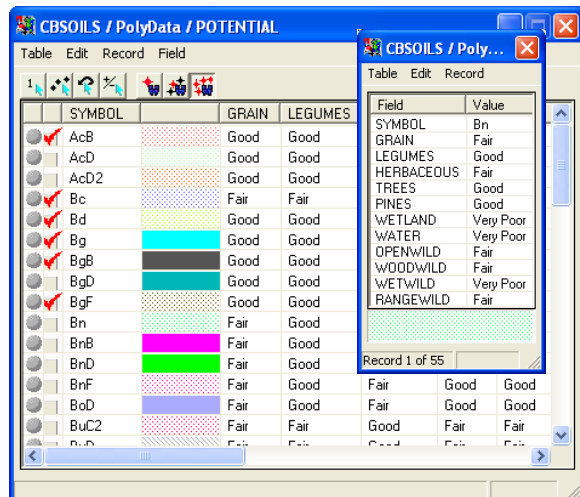 CBSOILS / PolyData / POTENTIAL
Table Edit Record Field
SYMBOL GRAIN LEGUMES
AcB Good Good
AcD Good Good
AcD2 Good Good
Bc Fair Fair
Bd Good Good
Bg Good Good
BgB Good Good
BgD Good Good
BgF Good Good
Bn Fair Good
BnB Fair Good
BnD Fair Good
BnF Fair Good Fair Good Good
BoD Fair Good Fair Good Good
BuC2 Fair Fair Good Fair Fair
CBSOILS / Poly...
Table Edit Record
Field Value
SYMBOL Bn
GRAIN Fair
LEGUMES Good
HERBACEOUS Fair
TREES Good
PINES Good
WETLAND Very Poor
WATER Very Poor
OPENWILD Fair
WOODWILD Fair
WETWILD Very Poor
RANGEWILD Fair
Record 1 of 55